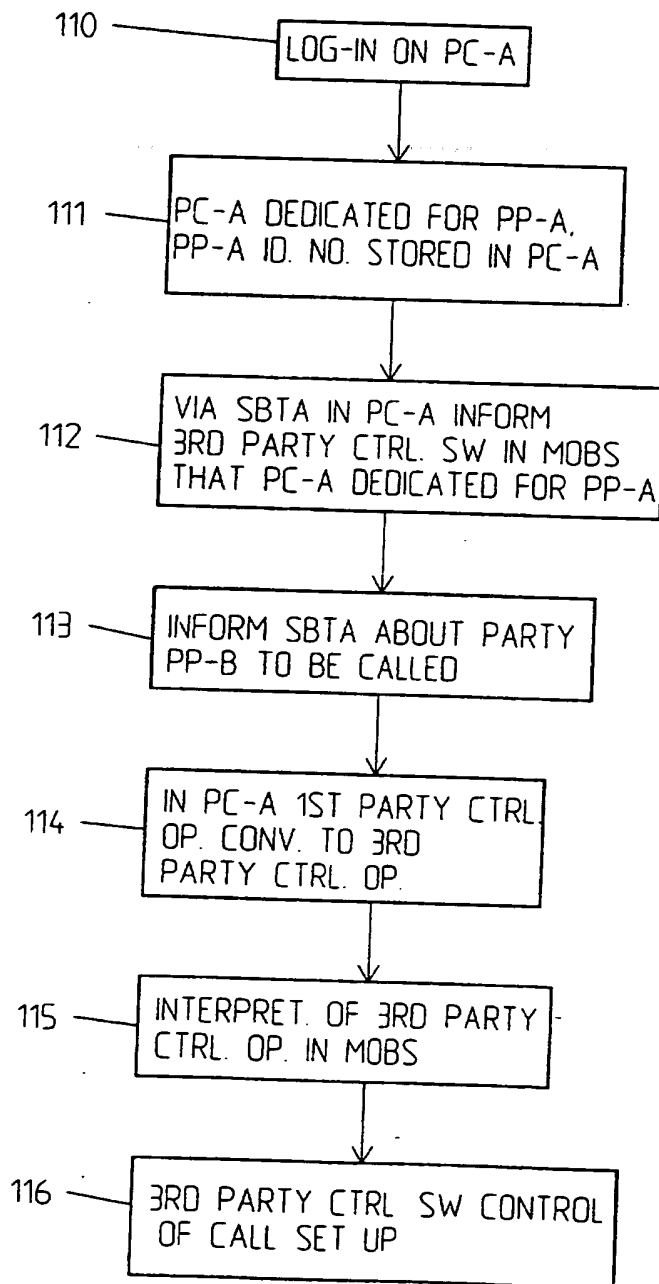 110
LOG-IN ON PC-A
111
PC-A DEDICATED FOR PP-A,
PP-A ID. NO. STORED IN PC-A
112
VIA SBTA IN PC-A INFORM
3RD PARTY CTRL. SW IN MOBS
THAT PC-A DEDICATED FOR PP-A
113
INFORM SBTA ABOUT PARTY
PP-B TO BE CALLED
114
IN PC-A 1ST PARTY CTRL.
OP. CONV. TO 3RD
PARTY CTRL. OP.
115
INTERPRET. OF 3RD PARTY
CTRL. OP. IN MOBS
116
3RD PARTY CTRL SW CONTROL
OF CALL SET UP